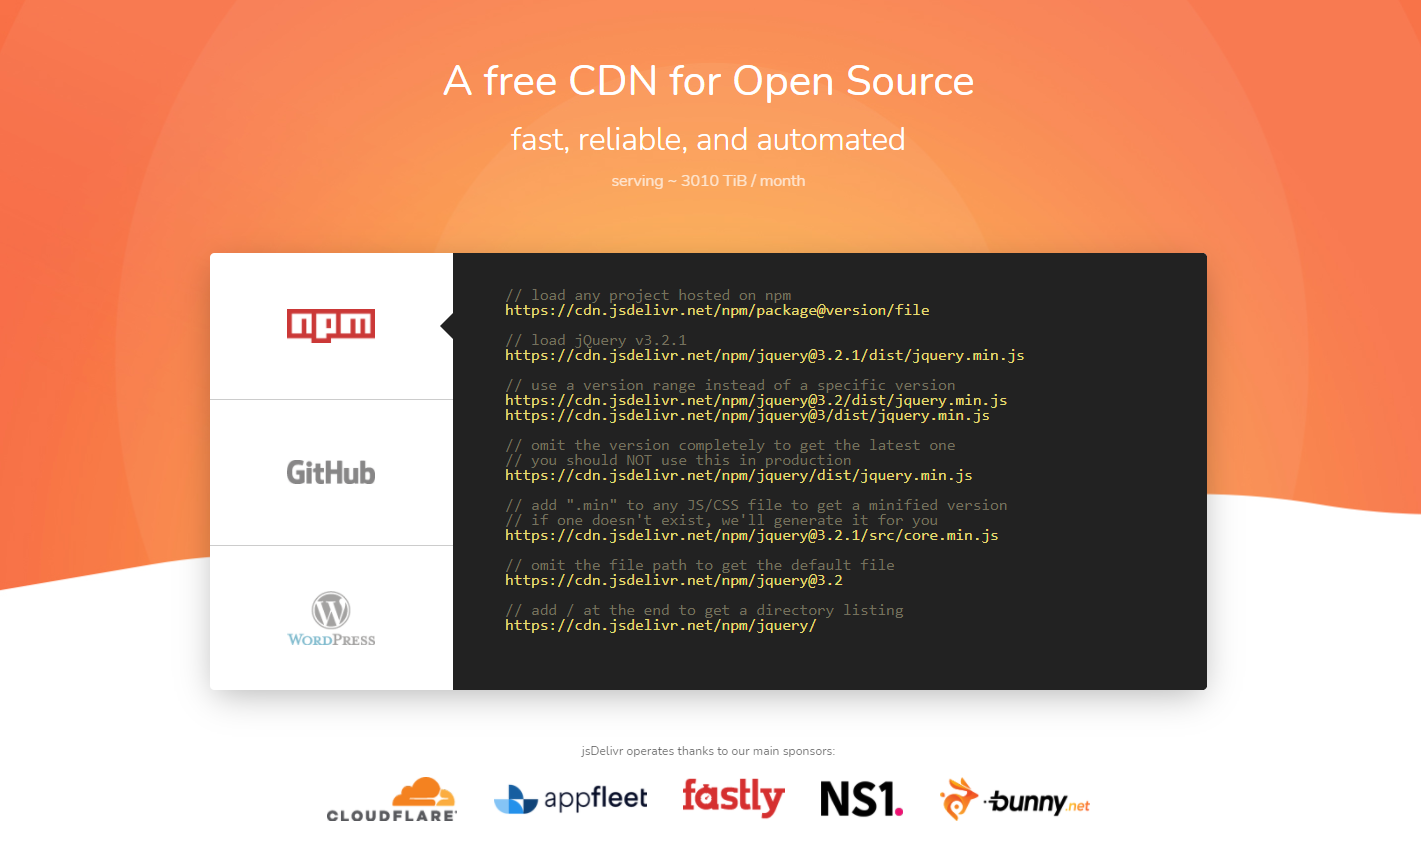 A free CDN for Open Source
fast, reliable, and automated
serving ~ 3010 TiB / month
npm
GitHub
WORDPRESS
// load any project hosted on npm
https://cdn.jsdelivr.net/npm/package@version/file
// load jQuery v3.2.1
https://cdn.jsdelivr.net/npm/jquery@3.2.1/dist/jquery.min.js
// use a version range instead of a specific version
https://cdn.jsdelivr.net/npm/jquery@3.2/dist/jquery.min.js
https://cdn.jsdelivr.net/npm/jquery@3/dist/jquery.min.js
// omit the version completely to get the latest one
// you should NOT use this in production
https://cdn.jsdelivr.net/npm/jquery/dist/jquery.min.js
// add ".min" to any JS/CSS file to get a minified version
// if one doesn't exist, we'll generate it for you
https://cdn.jsdelivr.net/npm/jquery@3.2.1/src/core.min.js
// omit the file path to get the default file
https://cdn.jsdelivr.net/npm/jquery@3.2
// add / at the end to get a directory listing
https://cdn.jsdelivr.net/npm/jquery/
jsDelivr operates thanks to our main sponsors:
CLOUDFLARE
appfleet
fastly
NS1.
bunny.net